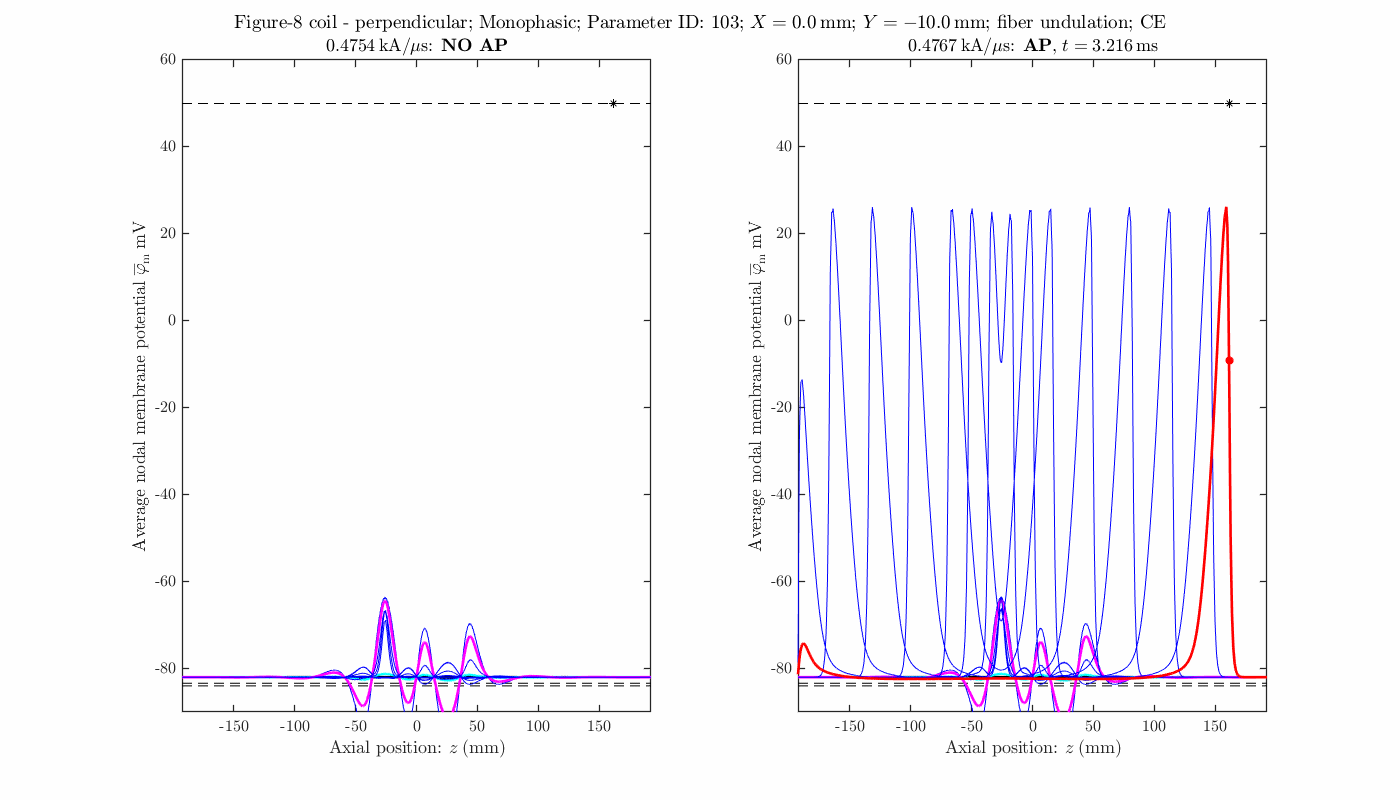 Figure-8 coil - perpendicular; Monophasic; Parameter ID: 103; X = 0.0 mm; Y = −10.0 mm; fiber undulation; CE
0.4754 kA/μs: NO AP
60
40
20
0
-20
-40
-60
-80
-150 -100 -50 0 50 100 150
Average nodal membrane potential φ̅m mV
Axial position: z (mm)
0.4767 kA/μs: AP, t = 3.216 ms
60
40
20
0
-20
-40
-60
-80
-150 -100 -50 0 50 100 150
Average nodal membrane potential φ̅m mV
Axial position: z (mm)